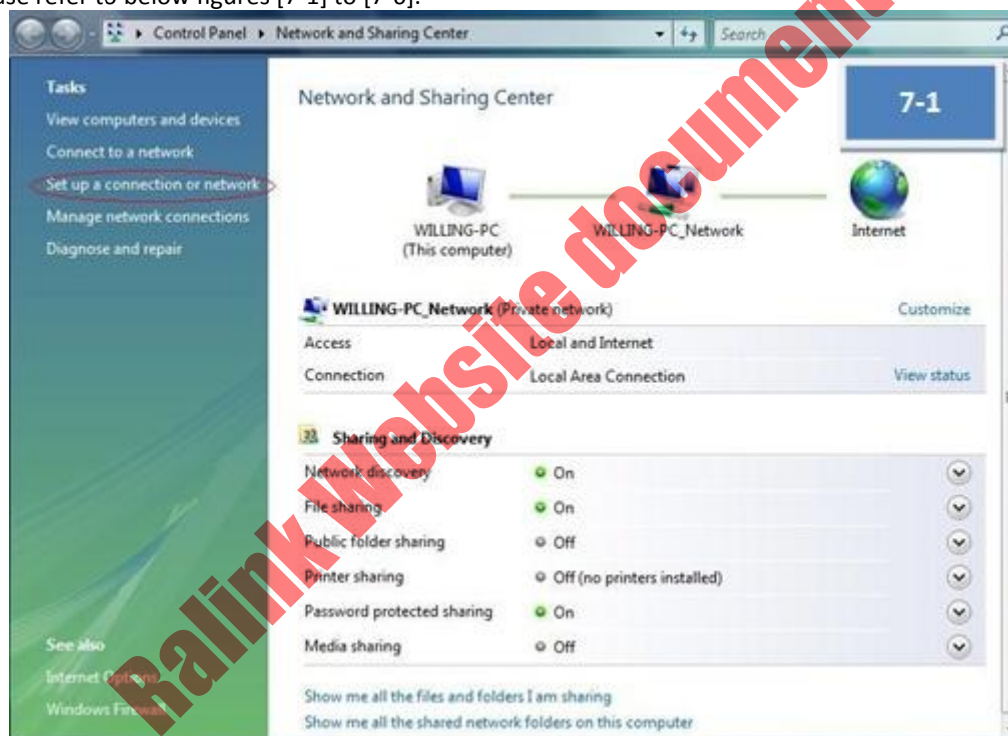 ase refer to below figures [7-1] to [7-6].
Control Panel Network and Sharing Center Search
7-1
Tasks
View computers and devices
Connect to a network
Set up a connection or network
Manage network connections
Diagnose and repair
Network and Sharing Center
WILLING-PC
(This computer)
WILLING-PC_Network
Internet
WILLING-PC_Network (Private network) Customize
Access Local and Internet
Connection Local Area Connection View status
Sharing and Discovery
Network discovery On
File sharing On
Public folder sharing Off
Printer sharing Off (no printers installed)
Password protected sharing On
Media sharing Off
See also
Internet Options
Windows Firewall
Show me all the files and folders I am sharing
Show me all the shared network folders on this computer
Ralink Website document